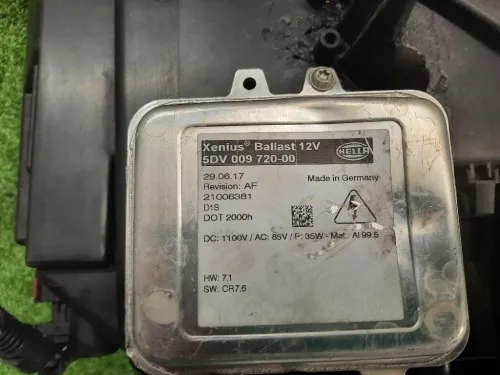 Xenius® Ballast 12V
5DV 009 720-00
HELLA
29.06.17
Made in Germany
Revision: AF
21006381
D1S
DOT 2000h
DC: 1100V / AC: 85V / P: 35W - Mat.: Al 99.5
HW: 7.1
SW: CR7.6